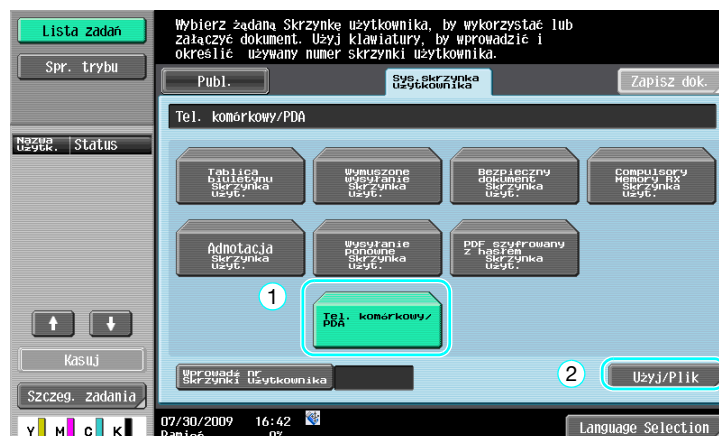 Lista zadań
Spr. trybu
Nazwa użytk.
Status
Kasuj
Szczeg. zadania
Y M C K
Wybierz żądaną Skrzynkę użytkownika, by wykorzystać lub
załączyć dokument. Użyj klawiatury, by wprowadzić i
określić używany numer skrzynki użytkownika.
Publ.
Sys.skrzynka
Użytkownika
Zapisz dok.
Tel. komórkowy/PDA
Tablica
biuletynu
Skrzynka
Użyt.
Wymuszone
wysyłanie
Skrzynka
Użyt.
Bezpieczny
dokument
Skrzynka
Użyt.
Compulsory
Memory RX
Skrzynka
Użyt.
Adnotacja
Skrzynka
Użyt.
Wysyłanie
ponowne
Skrzynka
Użyt.
PDF szyfrowany
z hasłem
Skrzynka
Użyt.
1
Tel. komórkowy/
PDA
Wprowadź nr
Skrzynki Użytkownika
2
Użyj/Plik
07/30/2009 16:42
Pamięć 0%
Language Selection